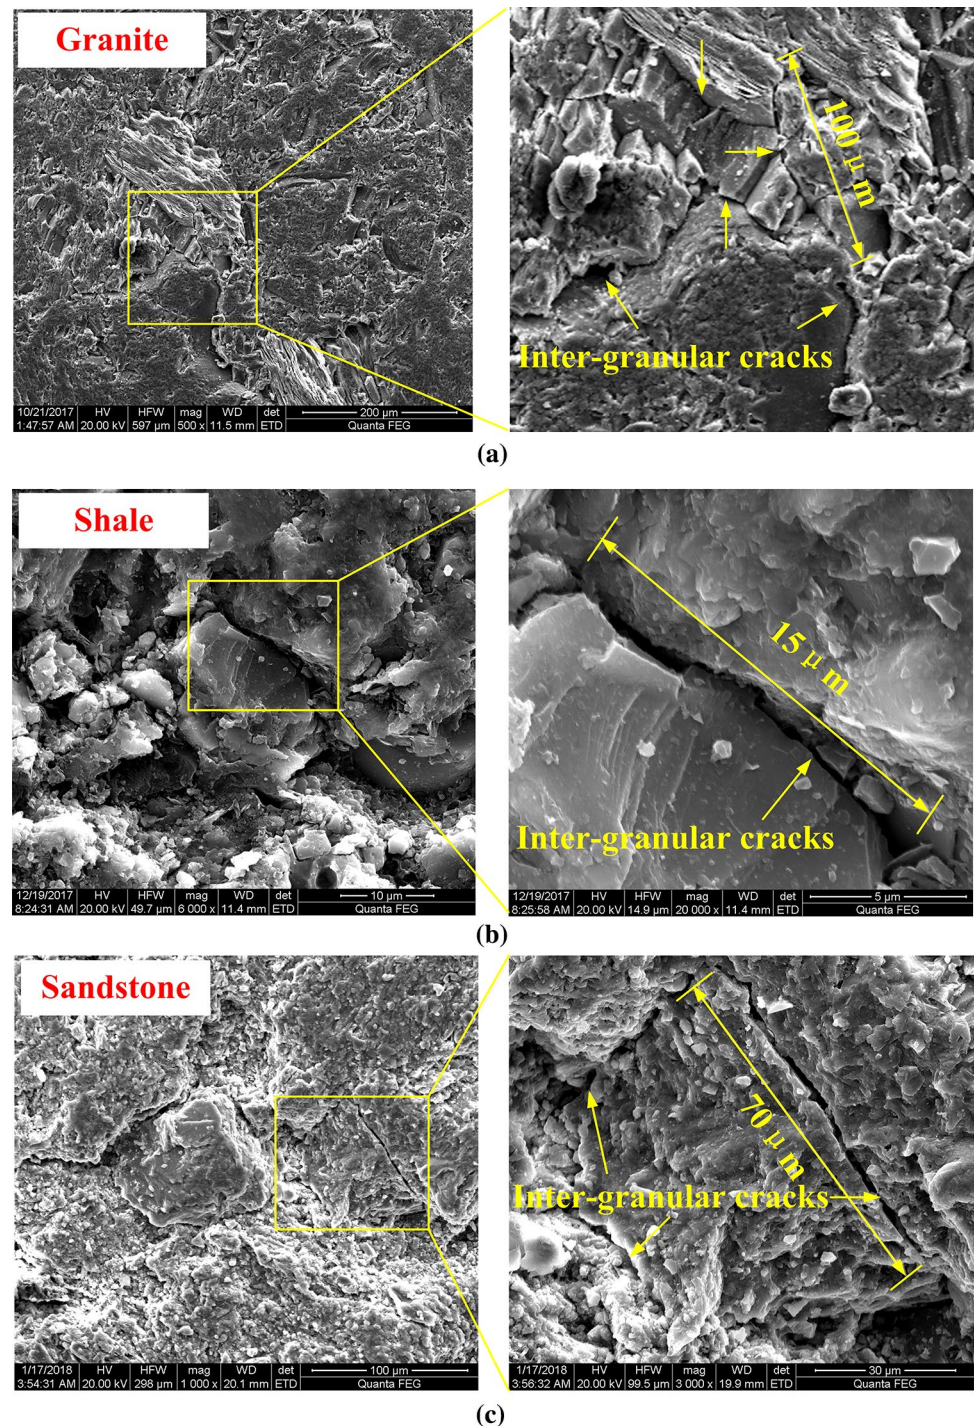 Granite
100μm
Inter-granular cracks
10/21/2017 HV HFW mag WD det 200 μm
1:47:57 AM 20.00 kV 597 μm 500 x 11.5 mm ETD Quanta FEG
(a)
Shale
15μm
Inter-granular cracks
12/19/2017 HV HFW mag WD det 10 μm
8:24:31 AM 20.00 kV 49.7 μm 6 000 x 11.4 mm ETD Quanta FEG
12/19/2017 HV HFW mag WD det 5 μm
8:25:58 AM 20.00 kV 14.9 μm 20 000 x 11.4 mm ETD Quanta FEG
(b)
Sandstone
70μm
Inter-granular cracks
1/17/2018 HV HFW mag WD det 100 μm
3:54:31 AM 20.00 kV 298 μm 1 000 x 20.1 mm ETD Quanta FEG
1/17/2018 HV HFW mag WD det 30 μm
3:56:32 AM 20.00 kV 99.5 μm 3 000 x 19.9 mm ETD Quanta FEG
(c)